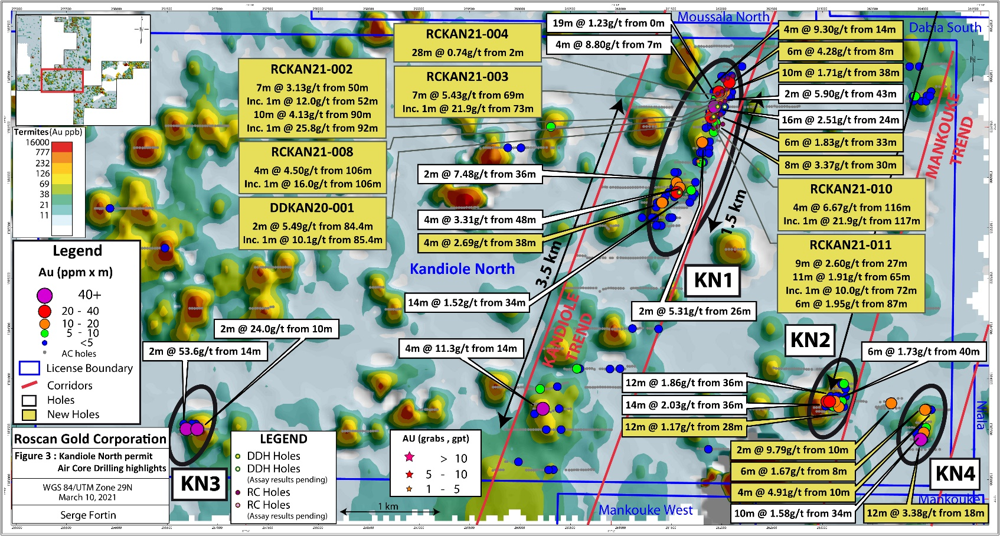 Moussala North
Dabia South
19m @ 1.23g/t from 0m
4m @ 8.80g/t from 7m
4m @ 9.30g/t from 14m
6m @ 4.28g/t from 8m
10m @ 1.71g/t from 38m
2m @ 5.90g/t from 43m
16m @ 2.51g/t from 24m
6m @ 1.83g/t from 33m
8m @ 3.37g/t from 30m
RCKAN21-004
28m @ 0.74g/t from 2m
RCKAN21-003
7m @ 5.43g/t from 69m
Inc. 1m @ 21.9g/t from 73m
RCKAN21-002
7m @ 3.13g/t from 50m
Inc. 1m @ 12.0g/t from 52m
10m @ 4.13g/t from 90m
Inc. 1m @ 25.8g/t from 92m
RCKAN21-008
4m @ 4.50g/t from 106m
Inc. 1m @ 16.0g/t from 106m
DDKAN20-001
2m @ 5.49g/t from 84.4m
Inc. 1m @ 10.1g/t from 85.4m
RCKAN21-010
4m @ 6.67g/t from 116m
Inc. 1m @ 21.9g/t from 117m
RCKAN21-011
9m @ 2.60g/t from 27m
11m @ 1.91g/t from 65m
Inc. 1m @ 10.0g/t from 72m
6m @ 1.95g/t from 87m
MANKOUKE
TREND
2m @ 7.48g/t from 36m
4m @ 3.31g/t from 48m
4m @ 2.69g/t from 38m
14m @ 1.52g/t from 34m
2m @ 5.31g/t from 26m
Kandiole North
3.5 km
1.5 km
KN1
KANDIOLE
TREND
4m @ 11.3g/t from 14m
2m @ 24.0g/t from 10m
2m @ 53.6g/t from 14m
KN3
KN2
6m @ 1.73g/t from 40m
12m @ 1.86g/t from 36m
14m @ 2.03g/t from 36m
12m @ 1.17g/t from 28m
2m @ 9.79g/t from 10m
6m @ 1.67g/t from 8m
4m @ 4.91g/t from 10m
10m @ 1.58g/t from 34m
12m @ 3.38g/t from 18m
KN4
Mankouke
Ntala
Mankouke West
1 km
Termites (Au ppb)
16000
777
232
126
69
38
21
11
Legend
Au (ppm x m)
40+
20 - 40
10 - 20
5 - 10
<5
AC holes
License Boundary
Corridors
Holes
New Holes
Roscan Gold Corporation
Figure 3 : Kandiole North permit
Air Core Drilling highlights
WGS 84/UTM Zone 29N
March 10, 2021
Serge Fortin
LEGEND
DDH Holes
DDH Holes
(Assay results pending)
RC Holes
RC Holes
(Assay results pending)
AU (grabs , gpt)
> 10
5 - 10
1 - 5